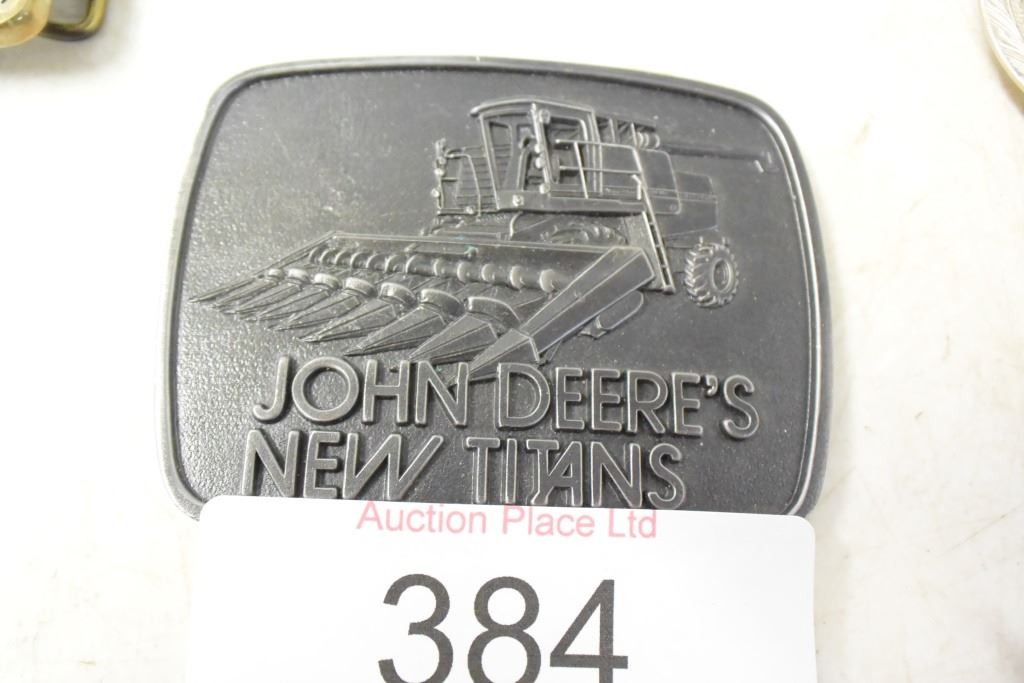 JOHN DEERE'S
NEW TITANS
Auction Place Ltd
384